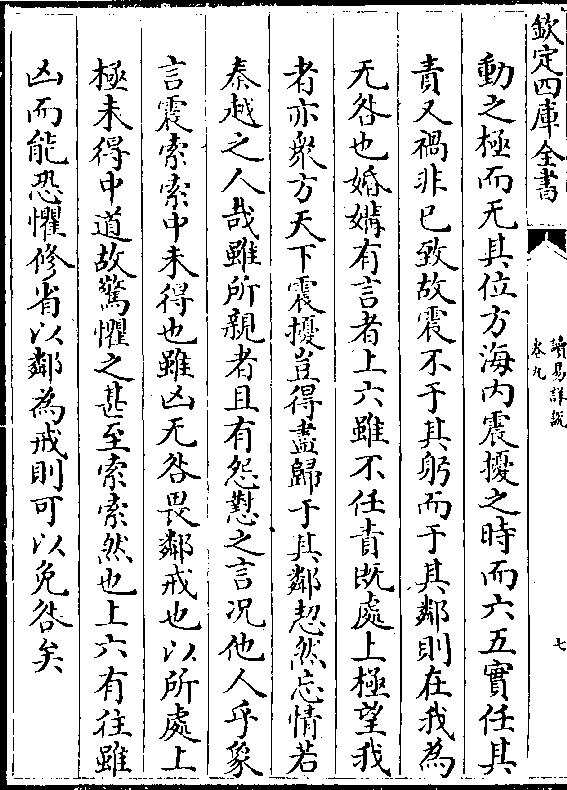 欽定四庫全書
讀易詳說
卷九
七
動之極而无其位方海内震擾之時而六五實任其
責又禍非已致故震不于其躬而于其鄰則在我為
无咎也婚媾有言者上六雖不任責既處上極望我
者亦衆方天下震擾豈得盡歸于其鄰恝然忘情若
秦越之人哉雖所親者且有怨懟之言况他人乎象
言震索索中未得也雖凶无咎畏鄰戒也以所處上
極未得中道故驚懼之甚至索索然也上六有往雖
凶而能恐懼修省以鄰為戒則可以免咎矣